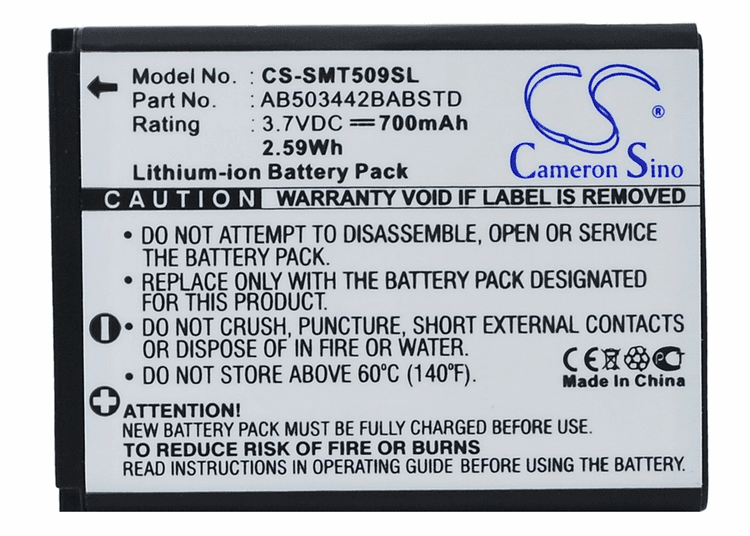 Model No. : CS-SMT509SL
Part No. : AB503442BABSTD
Rating : 3.7VDC ⎓700mAh
2.59Wh
Lithium-ion Battery Pack
CS ®
Cameron Sino
CAUTION WARRANTY VOID IF LABEL IS REMOVED
• DO NOT ATTEMPT TO DISASSEMBLE, OPEN OR SERVICE
THE BATTERY PACK.
• REPLACE ONLY WITH THE BATTERY PACK DESIGNATED
FOR THIS PRODUCT.
• DO NOT CRUSH, PUNCTURE, SHORT EXTERNAL CONTACTS
OR DISPOSE OF IN FIRE OR WATER.
• DO NOT STORE ABOVE 60°C (140°F).
CE
Made In China
ATTENTION!
NEW BATTERY PACK MUST BE FULLY CHARGED BEFORE USE.
TO REDUCE RISK OF FIRE OR BURNS
READ INSTRUCTIONS IN OPERATING GUIDE BEFORE USING THE BATTERY.